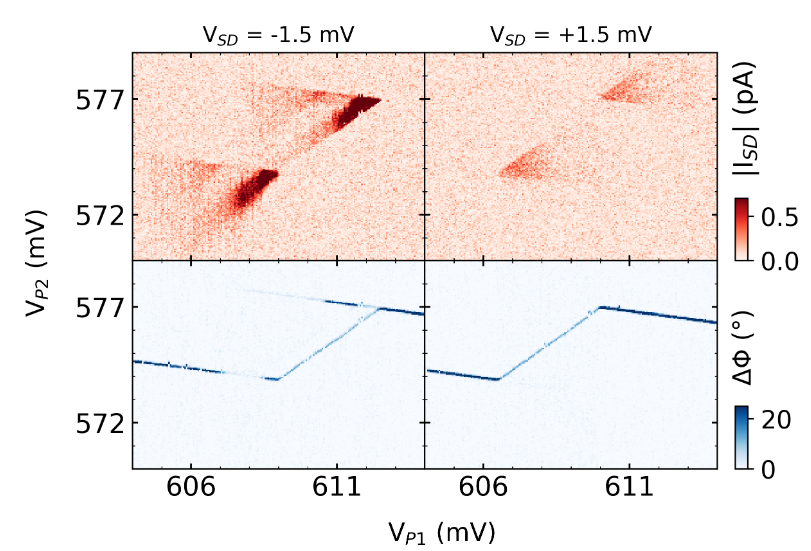 V_SD = -1.5 mV
V_SD = +1.5 mV
577
572
|I_SD| (pA)
0.5
0.0
V_P2 (mV)
577
572
ΔΦ (°)
20
0
606
611
606
611
V_P1 (mV)